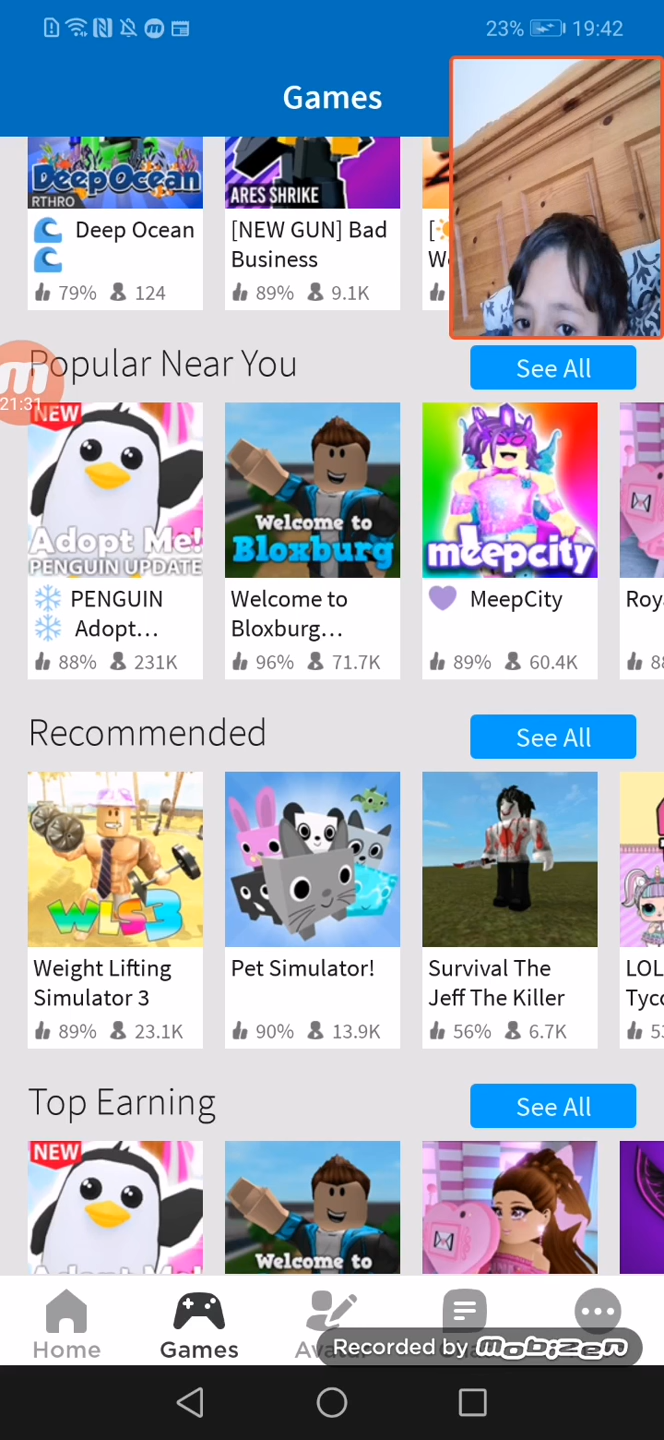 23% 19:42
Games
Deep Ocean
RTHRO
ARES SHRIKE
Deep Ocean
[NEW GUN] Bad
Business
79% 124
89% 9.1K
Popular Near You
See All
m
21:31
NEW
Adopt Me!
PENGUIN UPDATE
Welcome to
Bloxburg
meepcity
PENGUIN
Adopt...
Welcome to
Bloxburg...
MeepCity
88% 231K
96% 71.7K
89% 60.4K
Recommended
See All
WLS3
Weight Lifting
Simulator 3
Pet Simulator!
Survival The
Jeff The Killer
LOL
89% 23.1K
90% 13.9K
56% 6.7K
Top Earning
See All
NEW
Welcome to
Home
Games
Recorded by mobizen